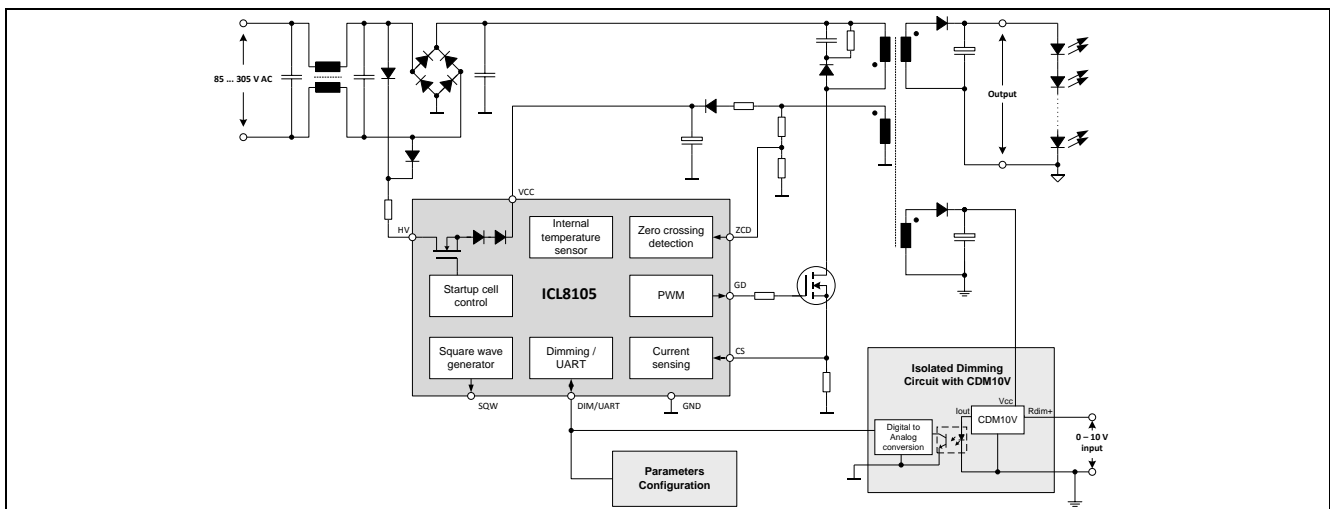 85 ... 305 V AC
Output
VCC
HV
Internal
temperature
sensor
Zero crossing
detection
ZCD
Startup cell
control
ICL8105
PWM
GD
Square wave
generator
Dimming /
UART
Current
sensing
CS
SQW
DIM/UART
GND
Isolated Dimming
Circuit with CDM10V
Vcc
Iout
Rdim+
CDM10V
Digital to
Analog
conversion
0 – 10 V
input
Parameters
Configuration